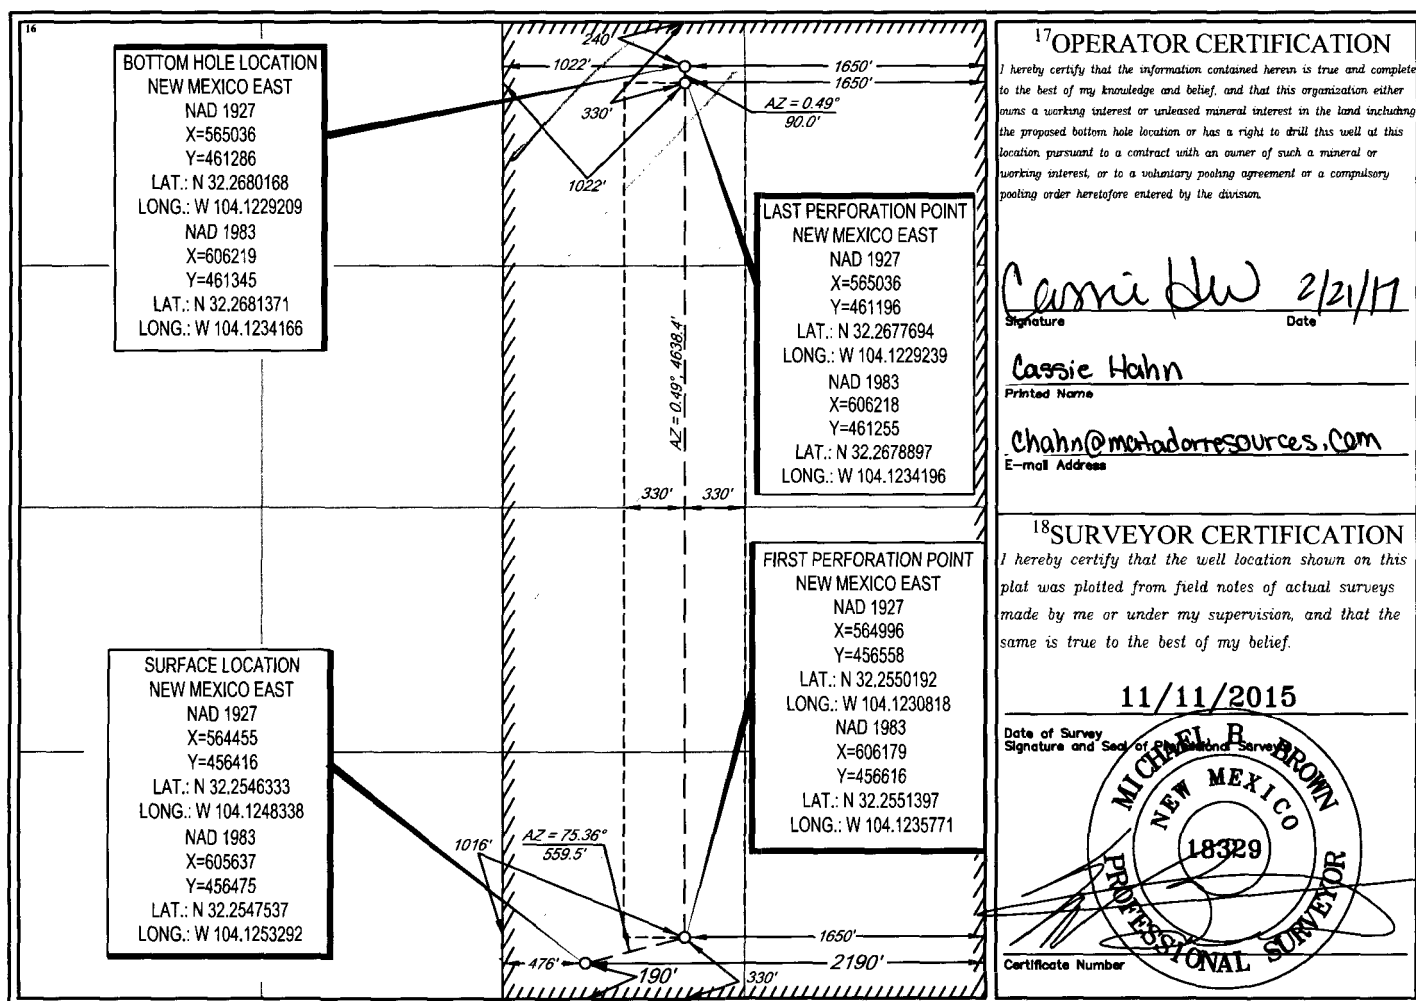 16
BOTTOM HOLE LOCATION
NEW MEXICO EAST
NAD 1927
X=565036
Y=461286
LAT.: N 32.2680168
LONG.: W 104.1229209
NAD 1983
X=606219
Y=461345
LAT.: N 32.2681371
LONG.: W 104.1234166
240'
1022'
1650'
1650'
330'
AZ = 0.49°
90.0'
1022'
LAST PERFORATION POINT
NEW MEXICO EAST
NAD 1927
X=565036
Y=461196
LAT.: N 32.2677694
LONG.: W 104.1229239
NAD 1983
X=606218
Y=461255
LAT.: N 32.2678897
LONG.: W 104.1234196
AZ = 0.49°, 4638.4'
330'
330'
FIRST PERFORATION POINT
NEW MEXICO EAST
NAD 1927
X=564996
Y=456558
LAT.: N 32.2550192
LONG.: W 104.1230818
NAD 1983
X=606179
Y=456616
LAT.: N 32.2551397
LONG.: W 104.1235771
SURFACE LOCATION
NEW MEXICO EAST
NAD 1927
X=564455
Y=456416
LAT.: N 32.2546333
LONG.: W 104.1248338
NAD 1983
X=605637
Y=456475
LAT.: N 32.2547537
LONG.: W 104.1253292
1016'
AZ = 75.36°
559.5'
1650'
476'
2190'
190'
330'
17OPERATOR CERTIFICATION
I hereby certify that the information contained herein is true and complete
to the best of my knowledge and belief, and that this organization either
owns a working interest or unleased mineral interest in the land including
the proposed bottom hole location or has a right to drill this well at this
location pursuant to a contract with an owner of such a mineral or
working interest, or to a voluntary pooling agreement or a compulsory
pooling order heretofore entered by the division.
2/21/17
Signature Date
Cassie Hahn
Printed Name
chahn@matadorresources.com
E-mail Address
18SURVEYOR CERTIFICATION
I hereby certify that the well location shown on this
plat was plotted from field notes of actual surveys
made by me or under my supervision, and that the
same is true to the best of my belief.
11/11/2015
Date of Survey
Signature and Seal of Professional Surveyor
MICHAEL B. BROWN
NEW MEXICO
18329
PROFESSIONAL SURVEYOR
Certificate Number